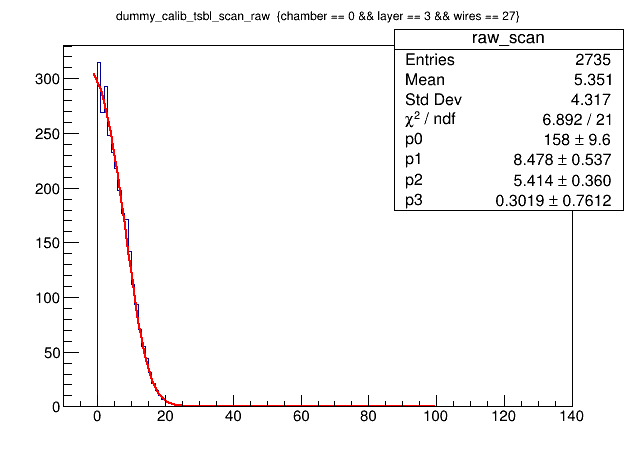 dummy_calib_tsbl_scan_raw {chamber == 0 && layer == 3 && wires == 27}
raw_scan
Entries 2735
Mean 5.351
Std Dev 4.317
χ² / ndf 6.892 / 21
p0 158 ± 9.6
p1 8.478 ± 0.537
p2 5.414 ± 0.360
p3 0.3019 ± 0.7612
300
250
200
150
100
50
0
0 20 40 60 80 100 120 140